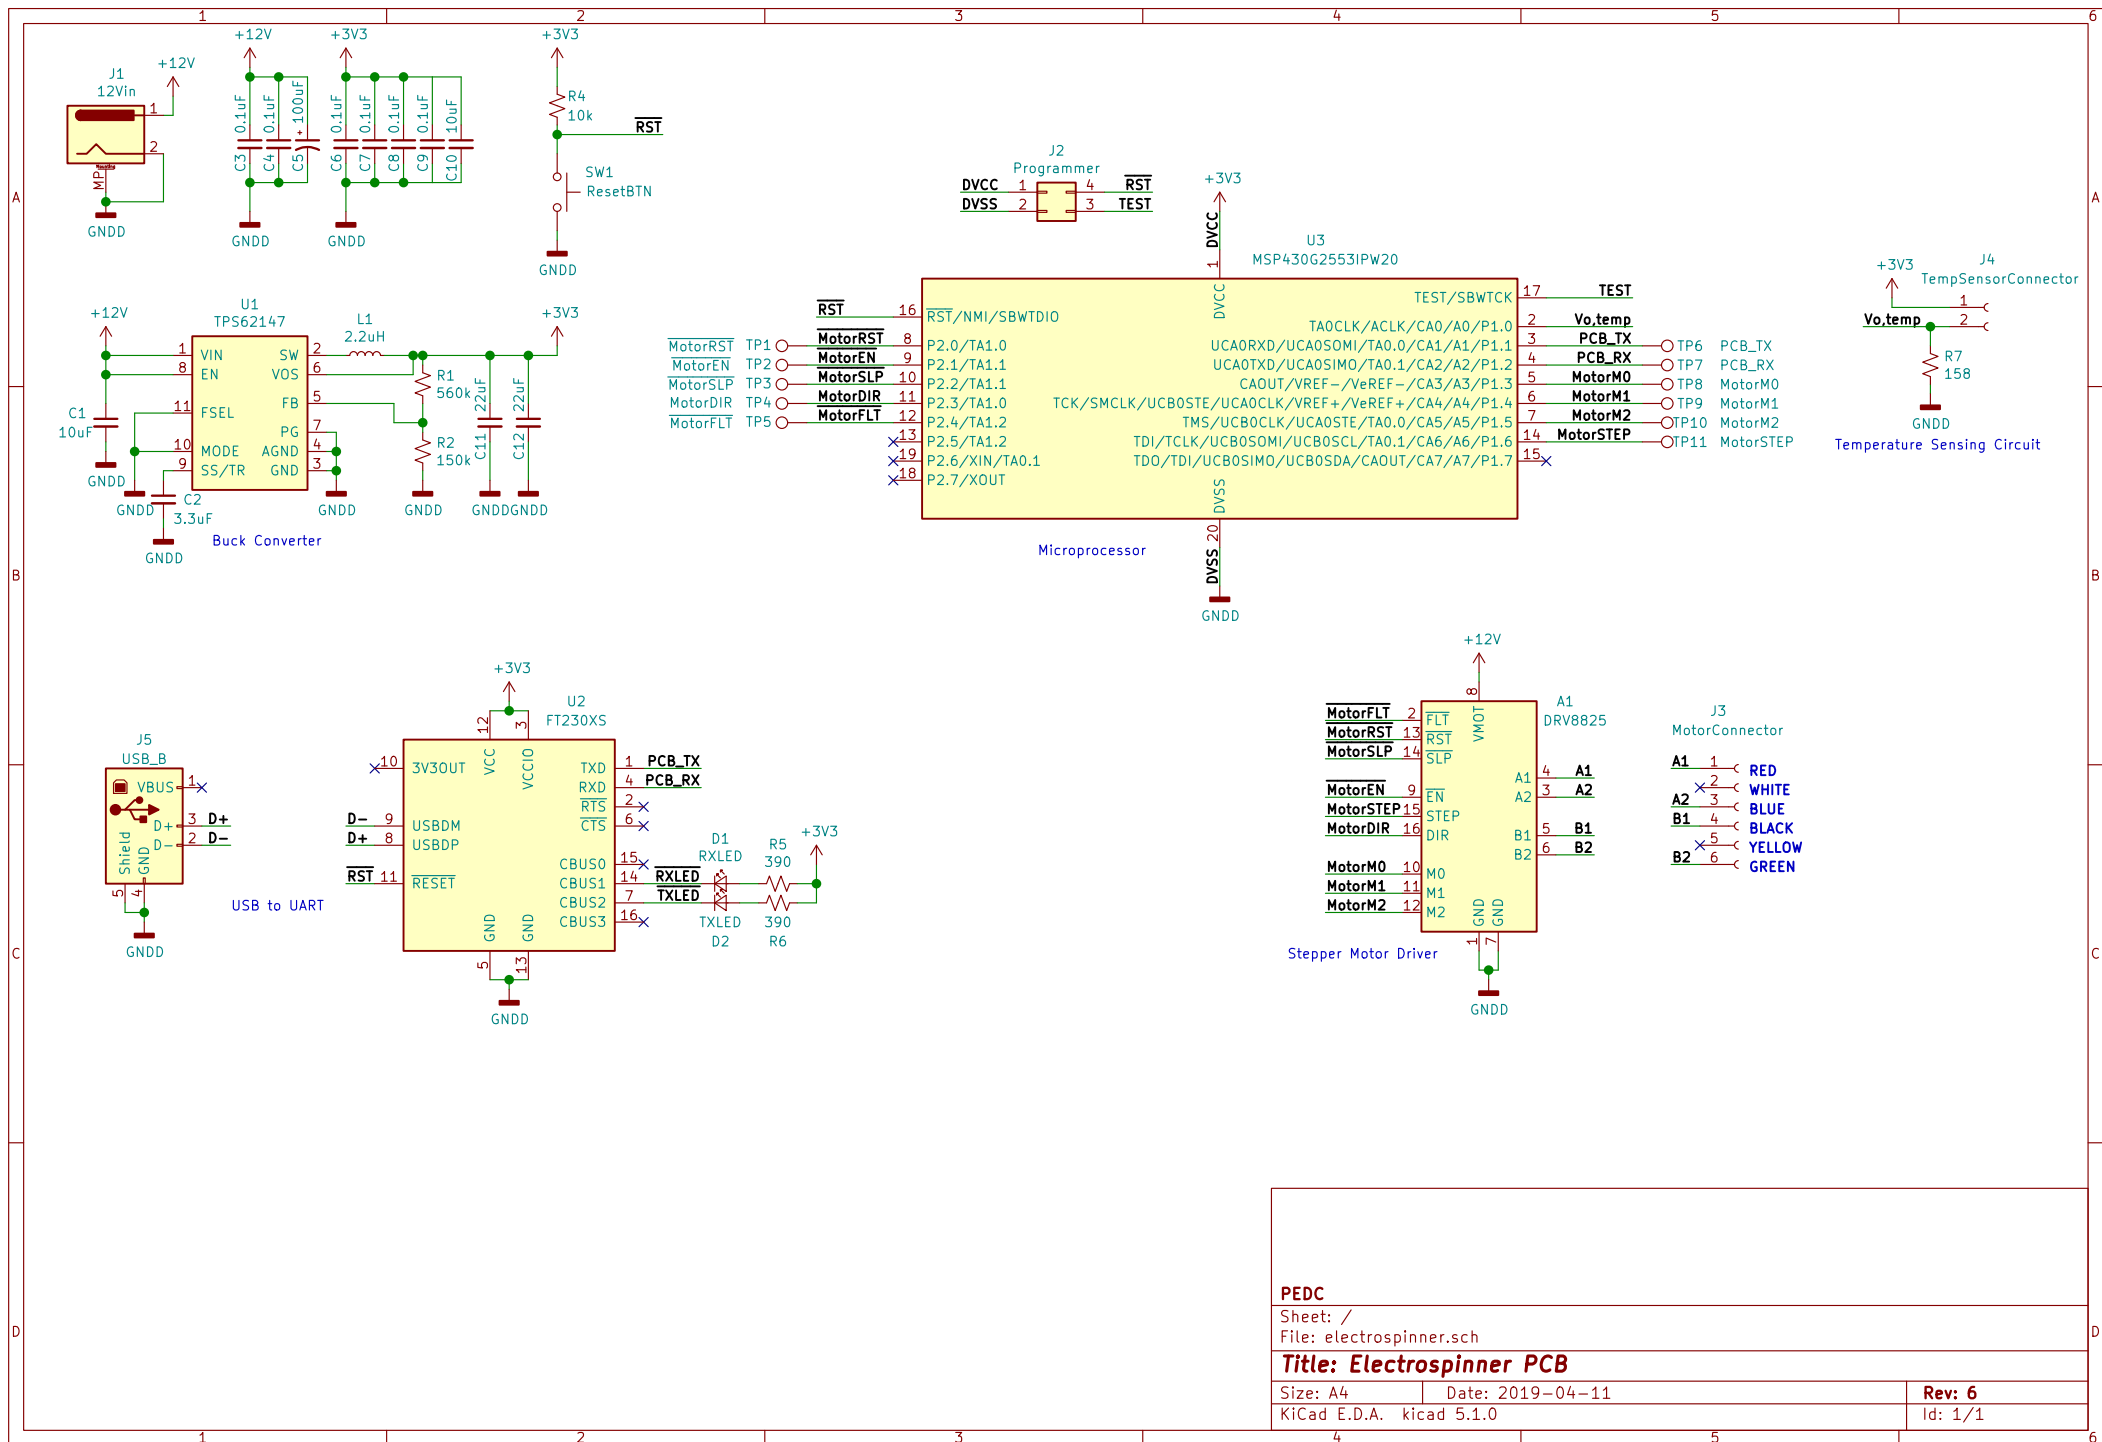 1 2 3 4 5 6
A
B
C
D
J1
12Vin
+12V
1
2
MP
Mounting
GNDD
+12V
0.1uF
C3
0.1uF
C4
+ 100uF
C5
GNDD
+3V3
0.1uF
C6
0.1uF
C7
0.1uF
C8
0.1uF
C9
10uF
C10
GNDD
+3V3
R4
10k
RST
SW1
ResetBTN
GNDD
J2
Programmer
DVCC 1 4 RST
DVSS 2 3 TEST
+12V
U1
TPS62147
L1
2.2uH
+3V3
1 VIN SW 2
8 EN VOS 6
11 FSEL FB 5
PG 7
10 MODE AGND 4
9 SS/TR GND 3
C1
10uF
GNDD
GNDD
C2
3.3uF
GNDD
GNDD
R1
560k
R2
150k
GNDD
22uF
C11
GNDD
22uF
C12
GNDD
Buck Converter
+3V3
DVCC
1
U3
MSP430G2553IPW20
DVCC
RST 16 RST/NMI/SBWTDIO
MotorRST TP1 MotorRST 8 P2.0/TA1.0
MotorEN TP2 MotorEN 9 P2.1/TA1.1
MotorSLP TP3 MotorSLP 10 P2.2/TA1.1
MotorDIR TP4 MotorDIR 11 P2.3/TA1.0
MotorFLT TP5 MotorFLT 12 P2.4/TA1.2
13 P2.5/TA1.2
19 P2.6/XIN/TA0.1
18 P2.7/XOUT
TEST/SBWTCK 17 TEST
TA0CLK/ACLK/CA0/A0/P1.0 2 Vo,temp
UCA0RXD/UCA0SOMI/TA0.0/CA1/A1/P1.1 3 PCB_TX TP6 PCB_TX
UCA0TXD/UCA0SIMO/TA0.1/CA2/A2/P1.2 4 PCB_RX TP7 PCB_RX
CAOUT/VREF-/VeREF-/CA3/A3/P1.3 5 MotorM0 TP8 MotorM0
TCK/SMCLK/UCB0STE/UCA0CLK/VREF+/VeREF+/CA4/A4/P1.4 6 MotorM1 TP9 MotorM1
TMS/UCB0CLK/UCA0STE/TA0.0/CA5/A5/P1.5 7 MotorM2 TP10 MotorM2
TDI/TCLK/UCB0SOMI/UCB0SCL/TA0.1/CA6/A6/P1.6 14 MotorSTEP TP11 MotorSTEP
TDO/TDI/UCB0SIMO/UCB0SDA/CAOUT/CA7/A7/P1.7 15
DVSS
20
DVSS
GNDD
Microprocessor
+3V3
J4
TempSensorConnector
1
Vo,temp 2
R7
158
GNDD
Temperature Sensing Circuit
J5
USB_B
VBUS 1
D+ 3 D+
D- 2 D-
Shield
GND
5
4
GNDD
USB to UART
+3V3
U2
FT230XS
12
3
VCC
VCCIO
10 3V3OUT
D- 9 USBDM
D+ 8 USBDP
RST 11 RESET
TXD 1 PCB_TX
RXD 4 PCB_RX
RTS 2
CTS 6
CBUS0 15
CBUS1 14 RXLED
CBUS2 7 TXLED
CBUS3 16
GND
GND
5
13
GNDD
D1
RXLED
R5
390
+3V3
TXLED
D2
390
R6
+12V
8
VMOT
A1
DRV8825
MotorFLT 2 FLT
MotorRST 13 RST
MotorSLP 14 SLP
MotorEN 9 EN
MotorSTEP 15 STEP
MotorDIR 16 DIR
MotorM0 10 M0
MotorM1 11 M1
MotorM2 12 M2
A1 4 A1
A2 3 A2
B1 5 B1
B2 6 B2
GND
GND
1
7
GNDD
Stepper Motor Driver
J3
MotorConnector
A1 1 RED
2 WHITE
A2 3 BLUE
B1 4 BLACK
5 YELLOW
B2 6 GREEN
PEDC
Sheet: /
File: electrospinner.sch
Title: Electrospinner PCB
Size: A4 Date: 2019-04-11 Rev: 6
KiCad E.D.A. kicad 5.1.0 Id: 1/1
A
B
C
D
1 2 3 4 5 6